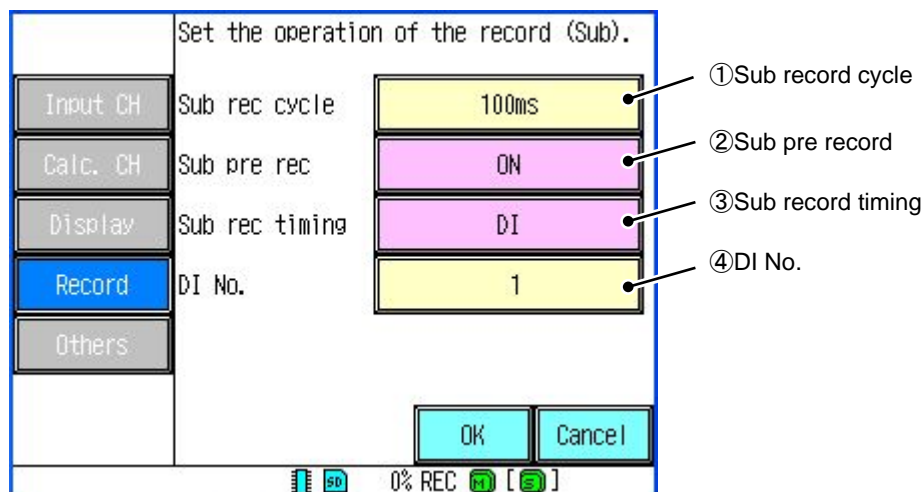 Set the operation of the record (Sub).
①Sub record cycle
Input CH
Sub rec cycle
100ms
②Sub pre record
Calc. CH
Sub pre rec
ON
③Sub record timing
Display
Sub rec timing
DI
④DI No.
Record
DI No.
1
Others
OK
Cancel
SD
0% REC M [S]